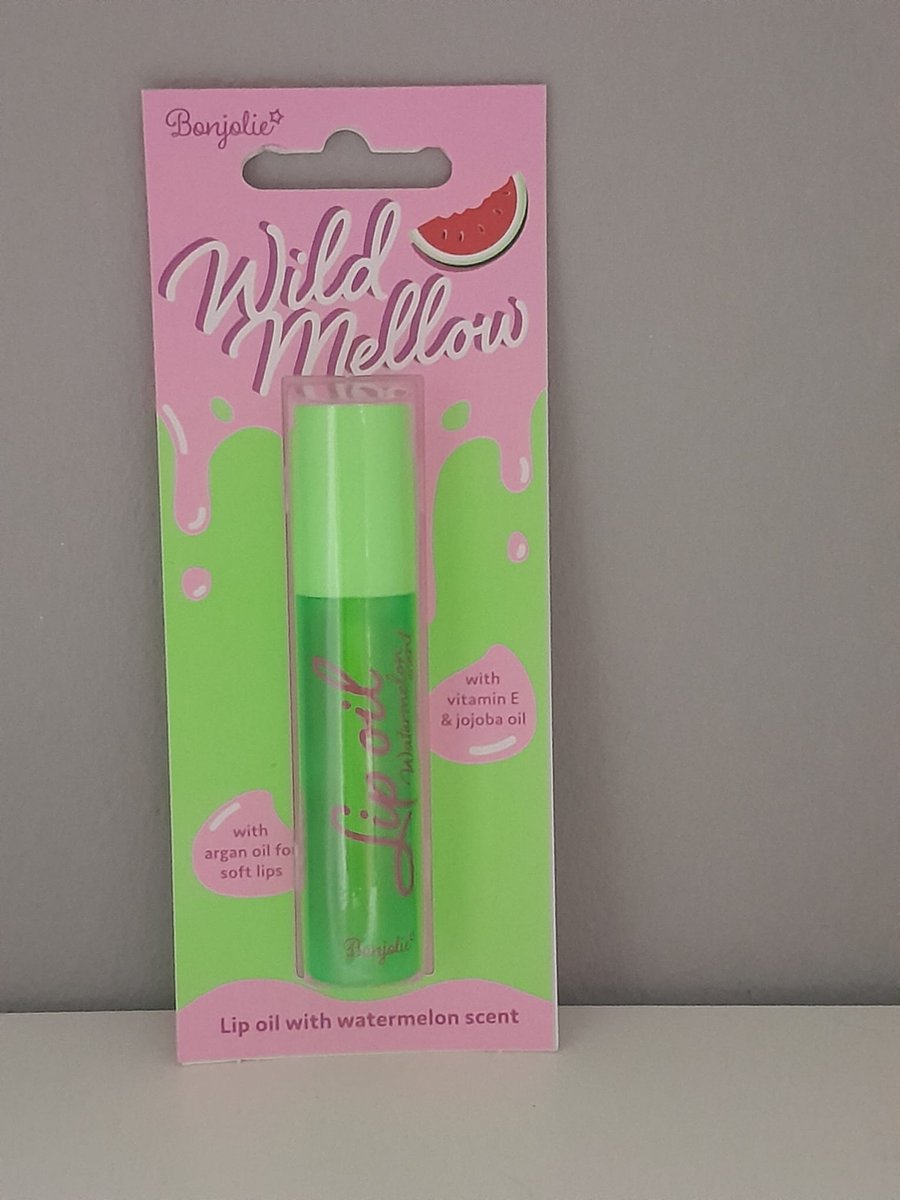 Bonjolie
Wild
Mellow
with
vitamin E
& jojoba oil
Lip oil
Watermelon
with
argan oil for
soft lips
Bonjolie
Lip oil with watermelon scent